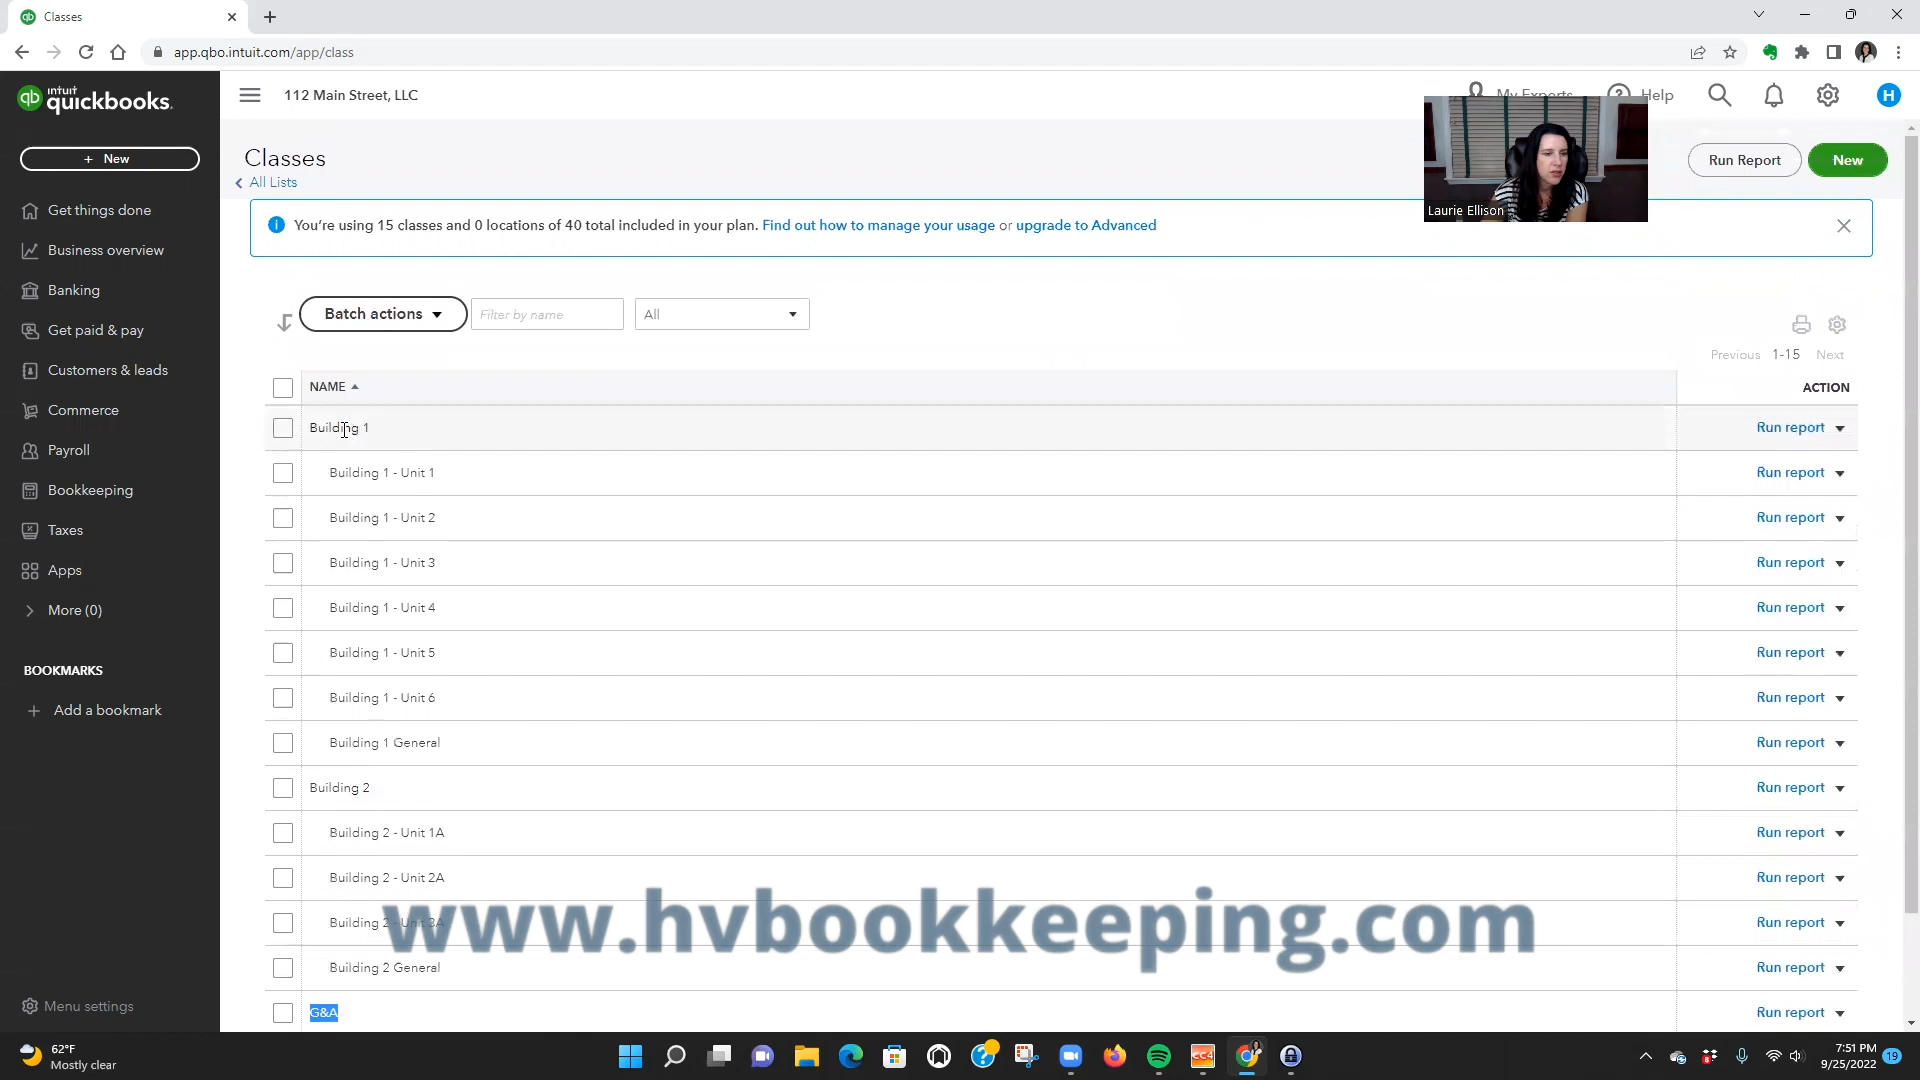 Classes
app.qbo.intuit.com/app/class
intuit quickbooks.
112 Main Street, LLC
My Experts
Help
H
+ New
Classes
All Lists
Laurie Ellison
Run Report
New
You're using 15 classes and 0 locations of 40 total included in your plan. Find out how to manage your usage or upgrade to Advanced
Get things done
Business overview
Banking
Get paid & pay
Customers & leads
Commerce
Payroll
Bookkeeping
Taxes
Apps
More (0)
BOOKMARKS
+ Add a bookmark
Menu settings
Batch actions
Filter by name
All
Previous 1-15 Next
NAME ACTION
Building 1 Run report
Building 1 - Unit 1 Run report
Building 1 - Unit 2 Run report
Building 1 - Unit 3 Run report
Building 1 - Unit 4 Run report
Building 1 - Unit 5 Run report
Building 1 - Unit 6 Run report
Building 1 General Run report
Building 2 Run report
Building 2 - Unit 1A Run report
Building 2 - Unit 2A Run report
Building 2 - Unit 3A Run report
www.hvbookkeeping.com
Building 2 General Run report
G&A Run report
62°F
Mostly clear
CC4
7:51 PM
9/25/2022
19